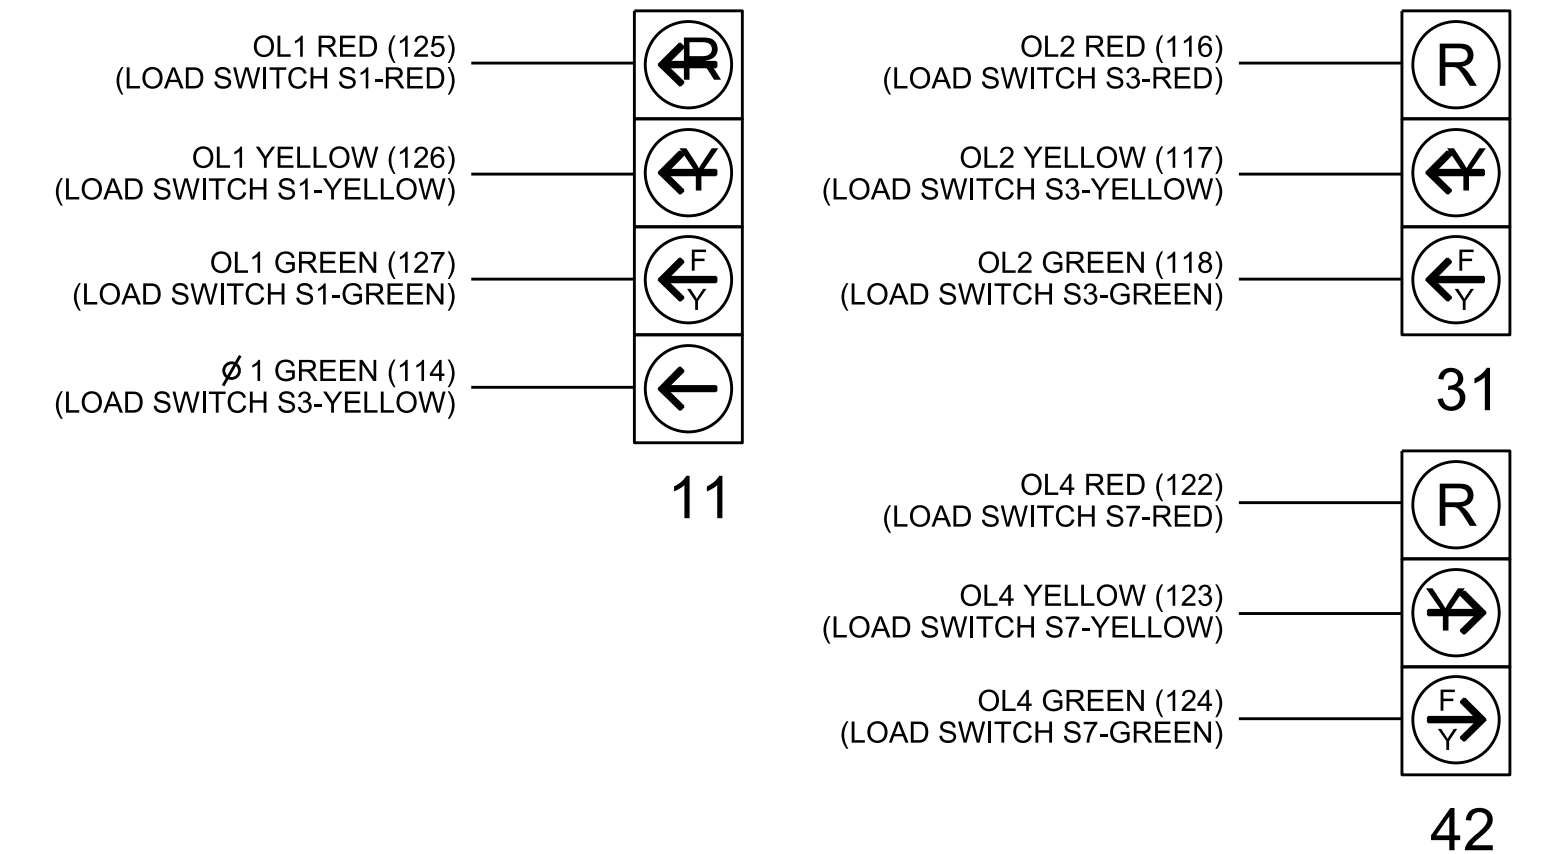 OL1 RED (125)
(LOAD SWITCH S1-RED)
R
OL1 YELLOW (126)
(LOAD SWITCH S1-YELLOW)
Y
OL1 GREEN (127)
(LOAD SWITCH S1-GREEN)
F
Y
ϕ 1 GREEN (114)
(LOAD SWITCH S3-YELLOW)
11
OL2 RED (116)
(LOAD SWITCH S3-RED)
R
OL2 YELLOW (117)
(LOAD SWITCH S3-YELLOW)
Y
OL2 GREEN (118)
(LOAD SWITCH S3-GREEN)
F
Y
31
OL4 RED (122)
(LOAD SWITCH S7-RED)
R
OL4 YELLOW (123)
(LOAD SWITCH S7-YELLOW)
Y
OL4 GREEN (124)
(LOAD SWITCH S7-GREEN)
F
Y
42